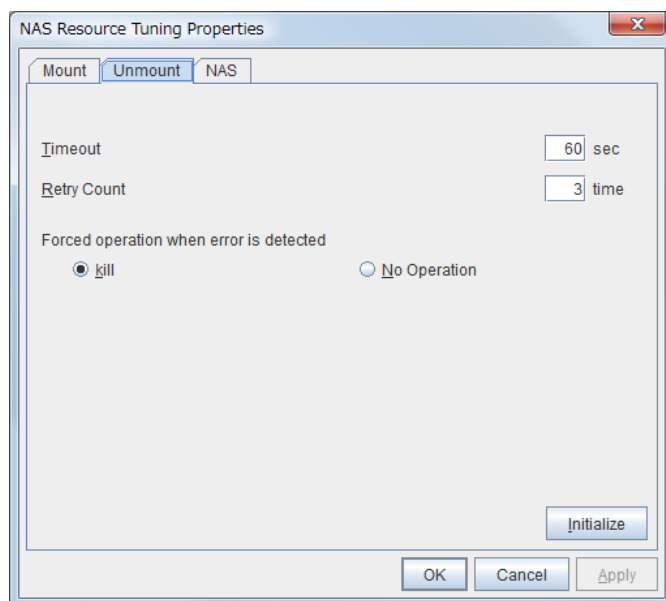 NAS Resource Tuning Properties
Mount Unmount NAS
Timeout 60 sec
Retry Count 3 time
Forced operation when error is detected
kill No Operation
Initialize
OK Cancel Apply